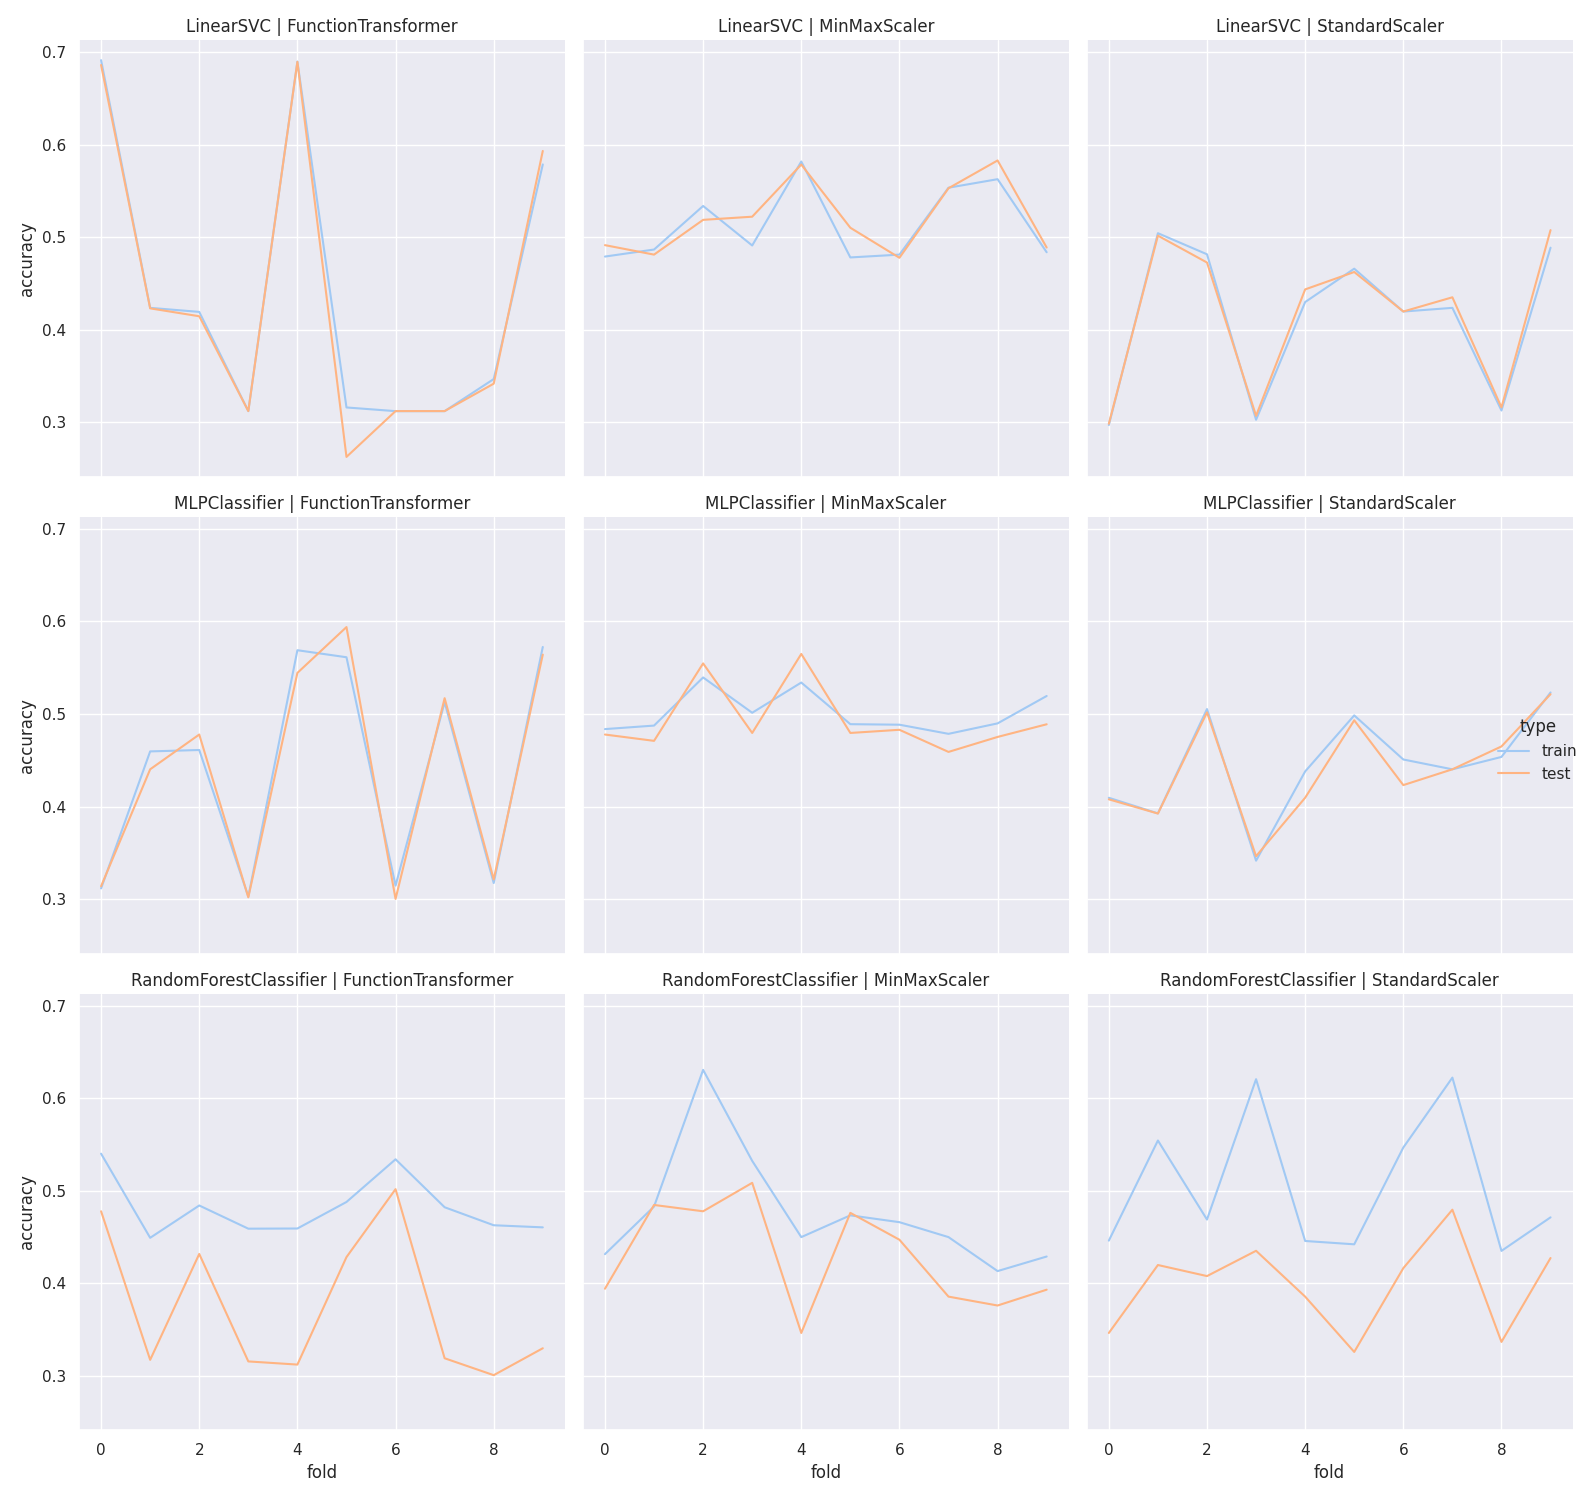 LinearSVC | FunctionTransformer
LinearSVC | MinMaxScaler
LinearSVC | StandardScaler
0.7
0.6
0.5
0.4
0.3
accuracy
MLPClassifier | FunctionTransformer
MLPClassifier | MinMaxScaler
MLPClassifier | StandardScaler
0.7
0.6
0.5
0.4
0.3
accuracy
type
train
test
RandomForestClassifier | FunctionTransformer
RandomForestClassifier | MinMaxScaler
RandomForestClassifier | StandardScaler
0.7
0.6
0.5
0.4
0.3
accuracy
0 2 4 6 8
0 2 4 6 8
0 2 4 6 8
fold
fold
fold